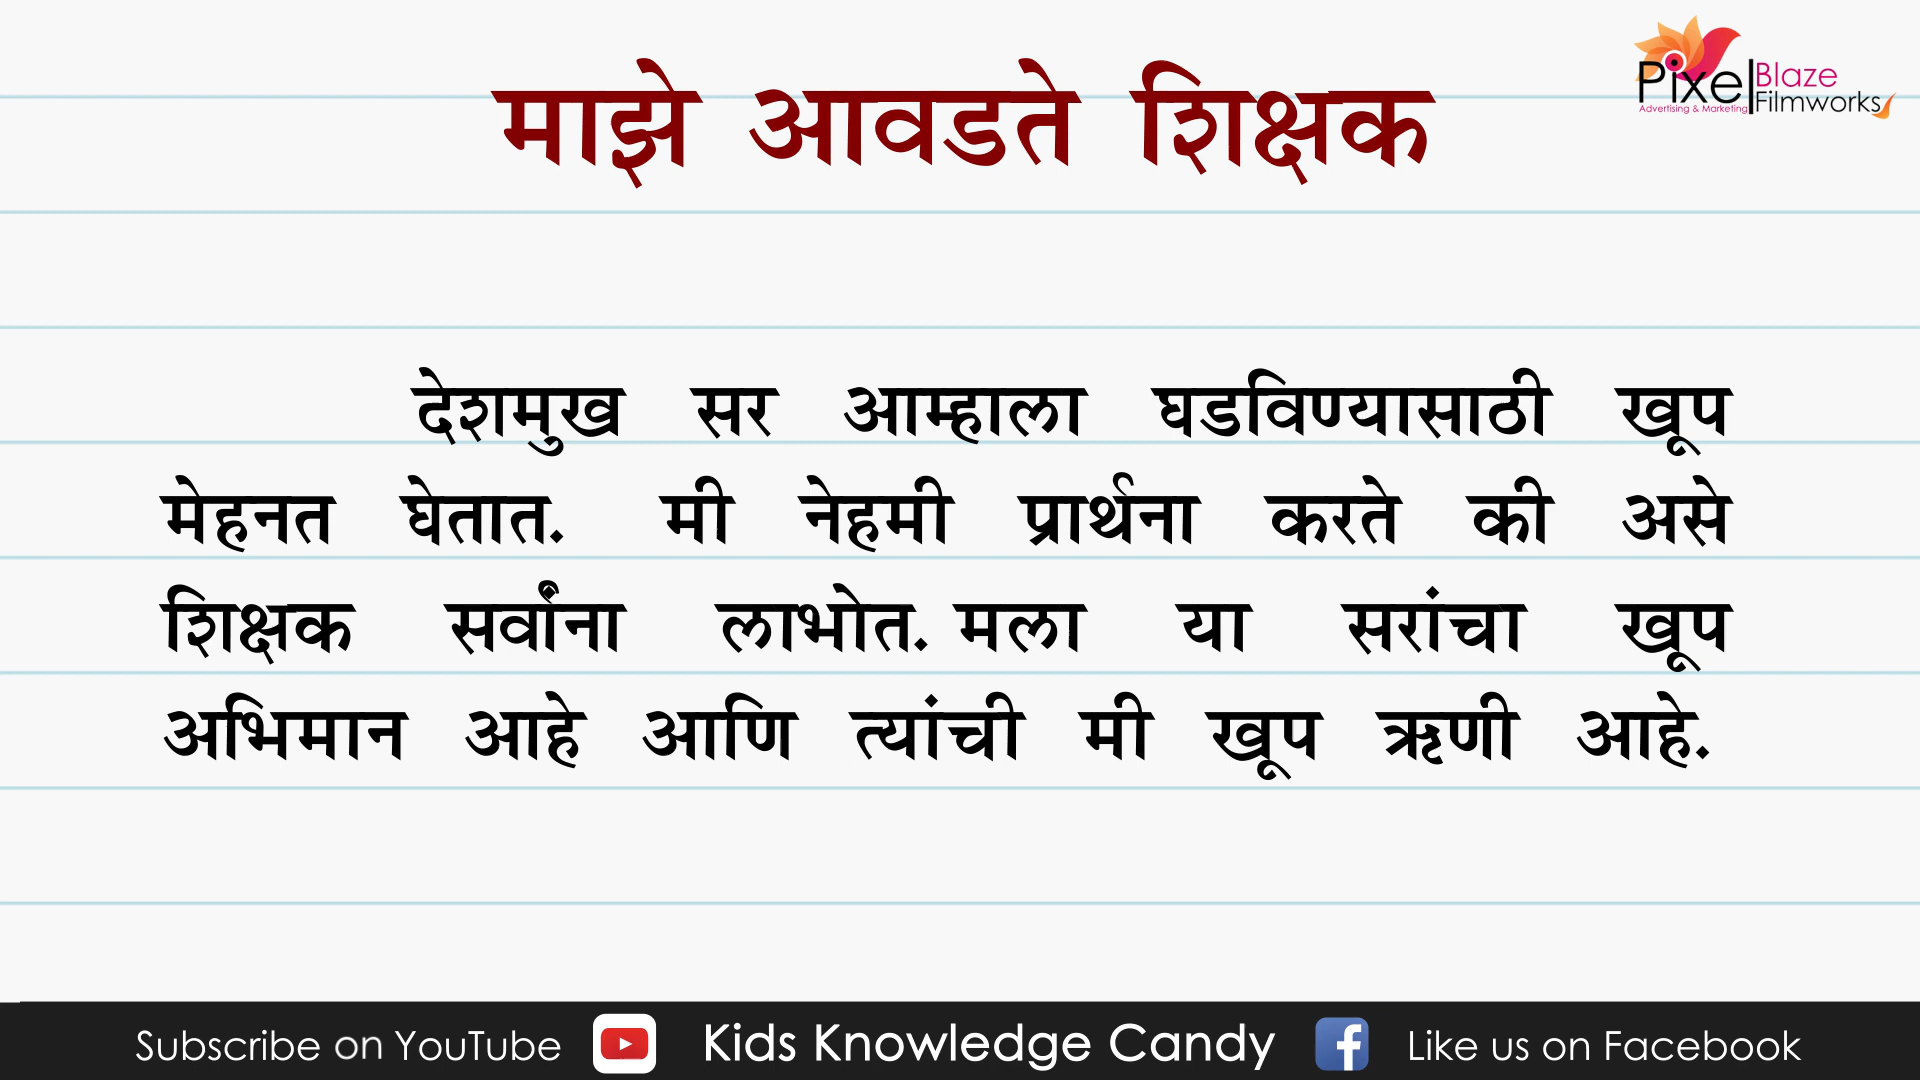 माझे आवडते शिक्षक
Pixel Blaze Filmworks
Advertising & Marketing
देशमुख सर आम्हाला घडविण्यासाठी खूप
मेहनत घेतात. मी नेहमी प्रार्थना करते की असे
शिक्षक सर्वांना लाभोत. मला या सरांचा खूप
अभिमान आहे आणि त्यांची मी खूप ऋणी आहे.
Subscribe on YouTube Kids Knowledge Candy Like us on Facebook